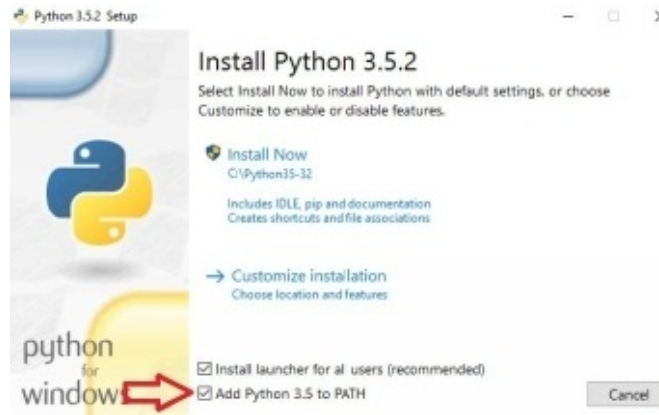 Python 3.5.2 Setup
Install Python 3.5.2
Select Install Now to install Python with default settings, or choose
Customize to enable or disable features.
Install Now
C:\Python35-32
Includes IDLE, pip and documentation
Creates shortcuts and file associations
Customize installation
Choose location and features
python
for
windows
Install launcher for all users (recommended)
Add Python 3.5 to PATH
Cancel